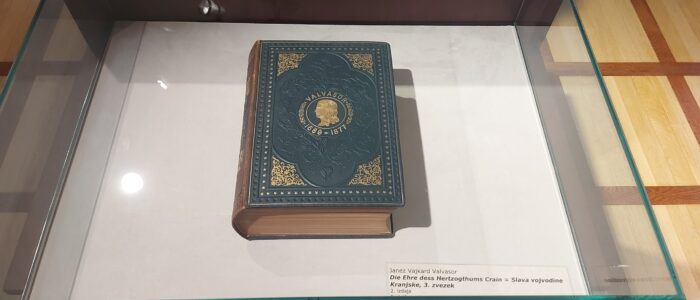 VALVASOR
1689 - 1877
Janez Vajkard Valvasor
Die Ehre dess Hertzogthums Crain = Slava vojvodine
Kranjske, 3. zvezek
2. izdaja